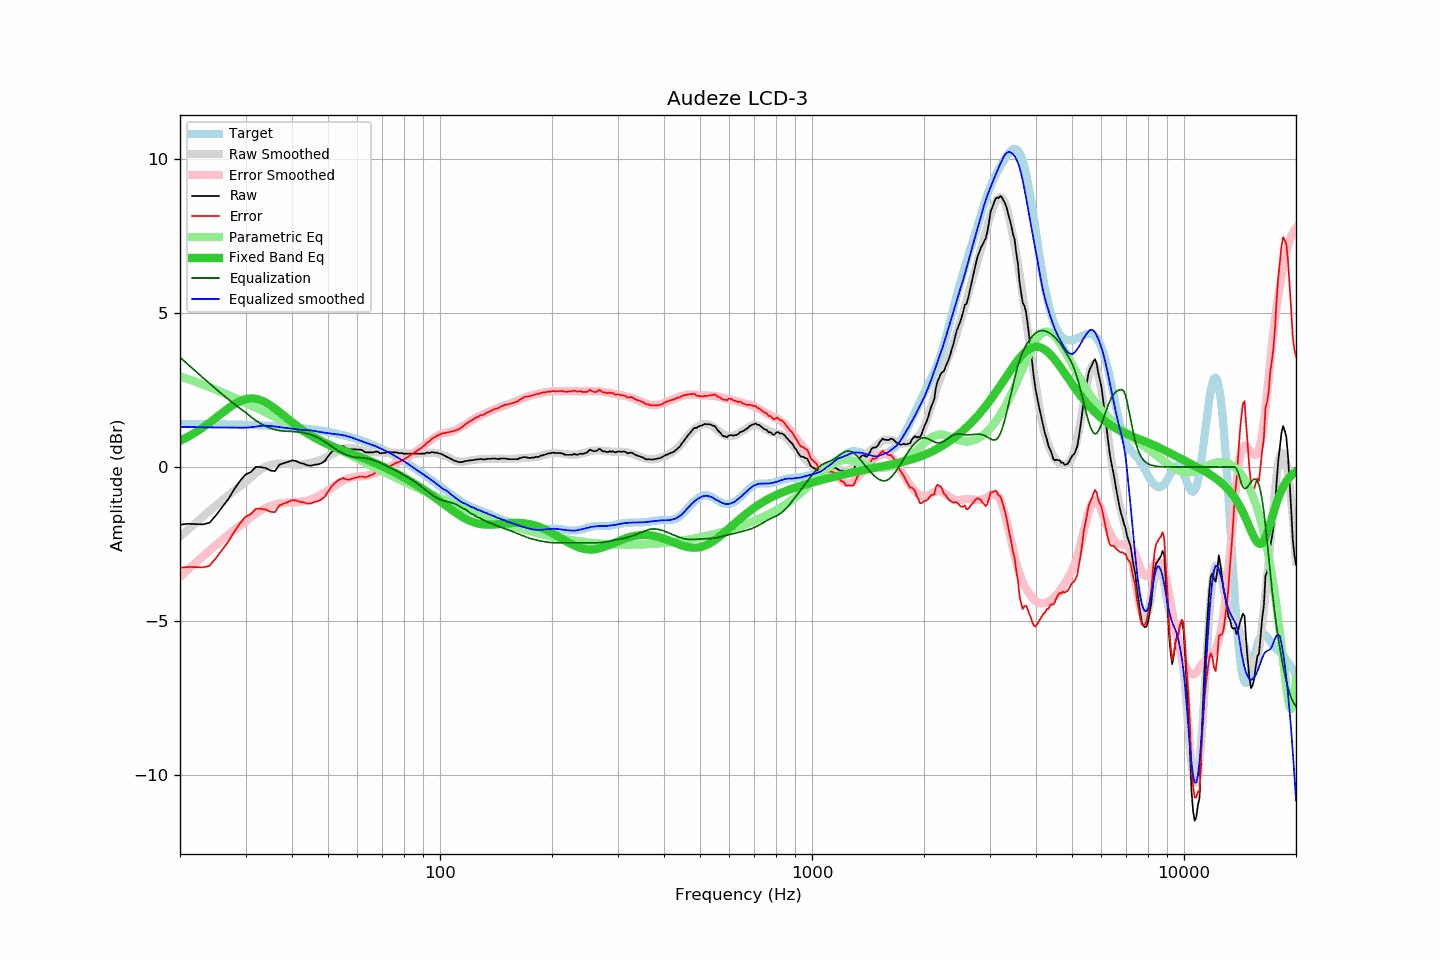 Audeze LCD-3
Target
Raw Smoothed
Error Smoothed
Raw
Error
Parametric Eq
Fixed Band Eq
Equalization
Equalized smoothed
10
5
0
−5
−10
Amplitude (dBr)
100
1000
10000
Frequency (Hz)